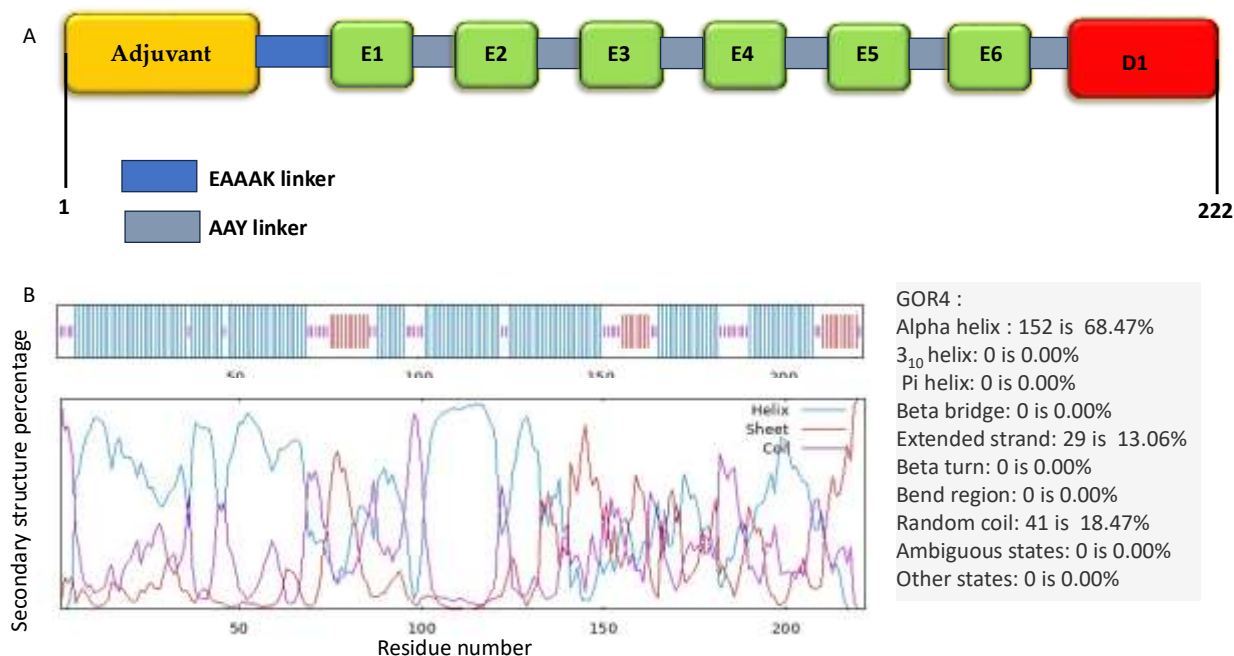 A
Adjuvant
E1
E2
E3
E4
E5
E6
D1
EAAAK linker
AAY linker
1
222
B
50
100
150
200
Secondary structure percentage
Helix
Sheet
Coil
50
100
150
200
Residue number
GOR4 :
Alpha helix : 152 is 68.47%
3₁₀ helix: 0 is 0.00%
Pi helix: 0 is 0.00%
Beta bridge: 0 is 0.00%
Extended strand: 29 is 13.06%
Beta turn: 0 is 0.00%
Bend region: 0 is 0.00%
Random coil: 41 is 18.47%
Ambiguous states: 0 is 0.00%
Other states: 0 is 0.00%